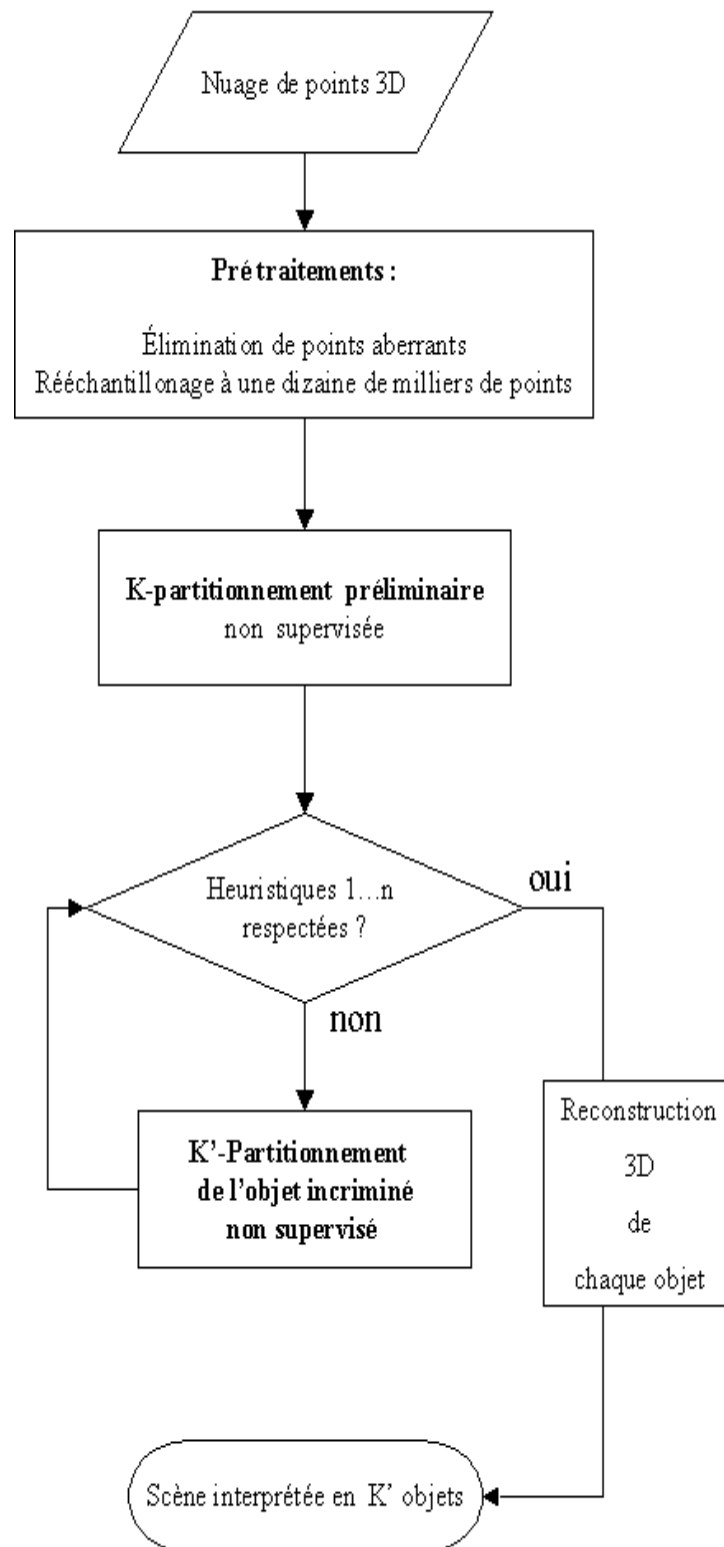 Nuage de points 3D
Pré traitements :
Élimination de points aberrants
Rééchantillonage à une dizaine de milliers de points
K-partitionnement préliminaire
non supervisée
Heuristiques 1...n
respectées ?
oui
non
K'-Partitionnement
de l'objet incriminé
non supervisé
Reconstruction
3D
de
chaque objet
Scène interprétée en K' objets